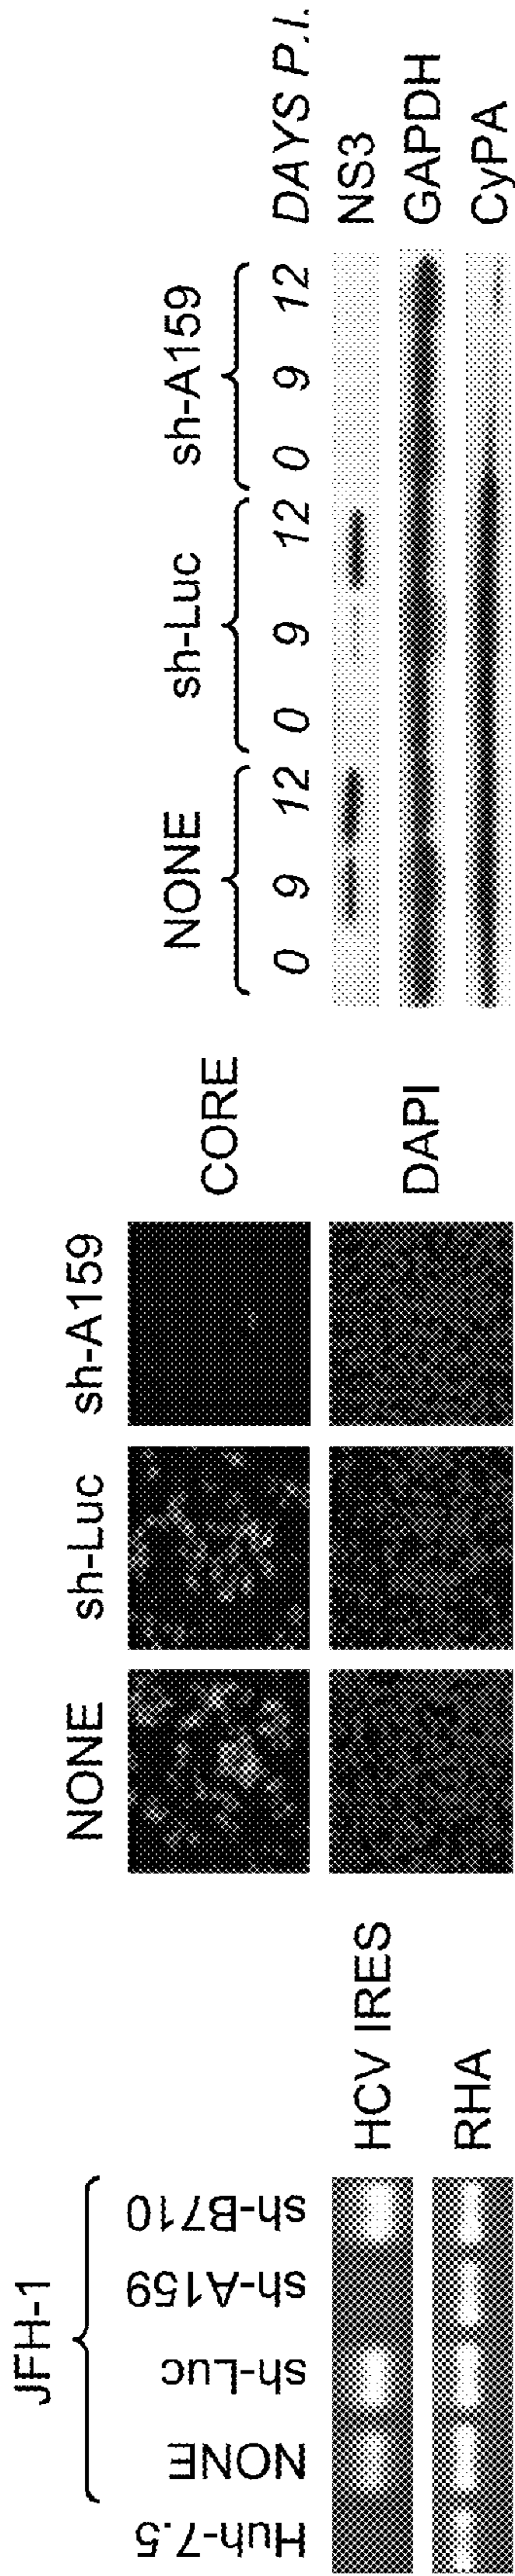 JFH-1
Huh-7.5 NONE sh-Luc sh-A159 sh-B710
HCV IRES
RHA
NONE sh-Luc sh-A159
CORE
DAPI
NONE sh-Luc sh-A159
0 9 12 0 9 12 0 9 12 DAYS P.I.
NS3
GAPDH
CyPA